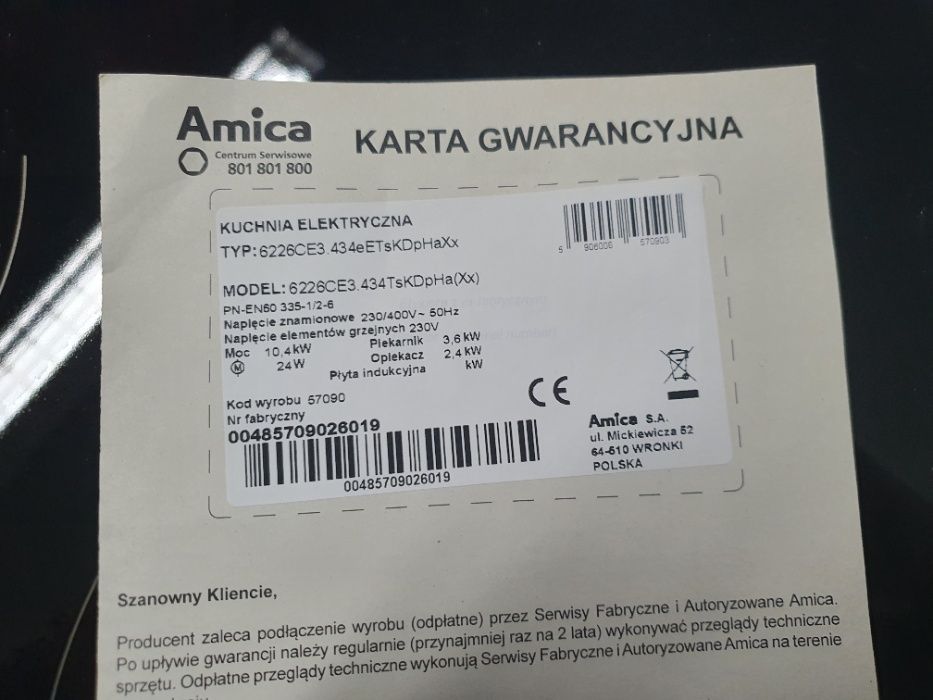 Amica
Centrum Serwisowe
801 801 800
KARTA GWARANCYJNA
KUCHNIA ELEKTRYCZNA
TYP: 6226CE3.434eETsKDpHaXx
5 906006 570903
MODEL: 6226CE3.434TsKDpHa(Xx)
PN-EN60 335-1/2-6
Napięcie znamionowe 230/400V~ 50Hz
Napięcie elementów grzejnych 230V
Moc 10,4kW Piekarnik 3,6 kW
M 24W Opiekacz 2,4 kW
Płyta indukcyjna kW
CE
Kod wyrobu 57090
Nr fabryczny
00485709026019
00485709026019
Amica S.A.
ul. Mickiewicza 52
64-510 WRONKI
POLSKA
Szanowny Kliencie,
Producent zaleca podłączenie wyrobu (odpłatne) przez Serwisy Fabryczne i Autoryzowane Amica.
Po upływie gwarancji należy regularnie (przynajmniej raz na 2 lata) wykonywać przeglądy techniczne
sprzętu. Odpłatne przeglądy techniczne wykonują Serwisy Fabryczne i Autoryzowane Amica na terenie